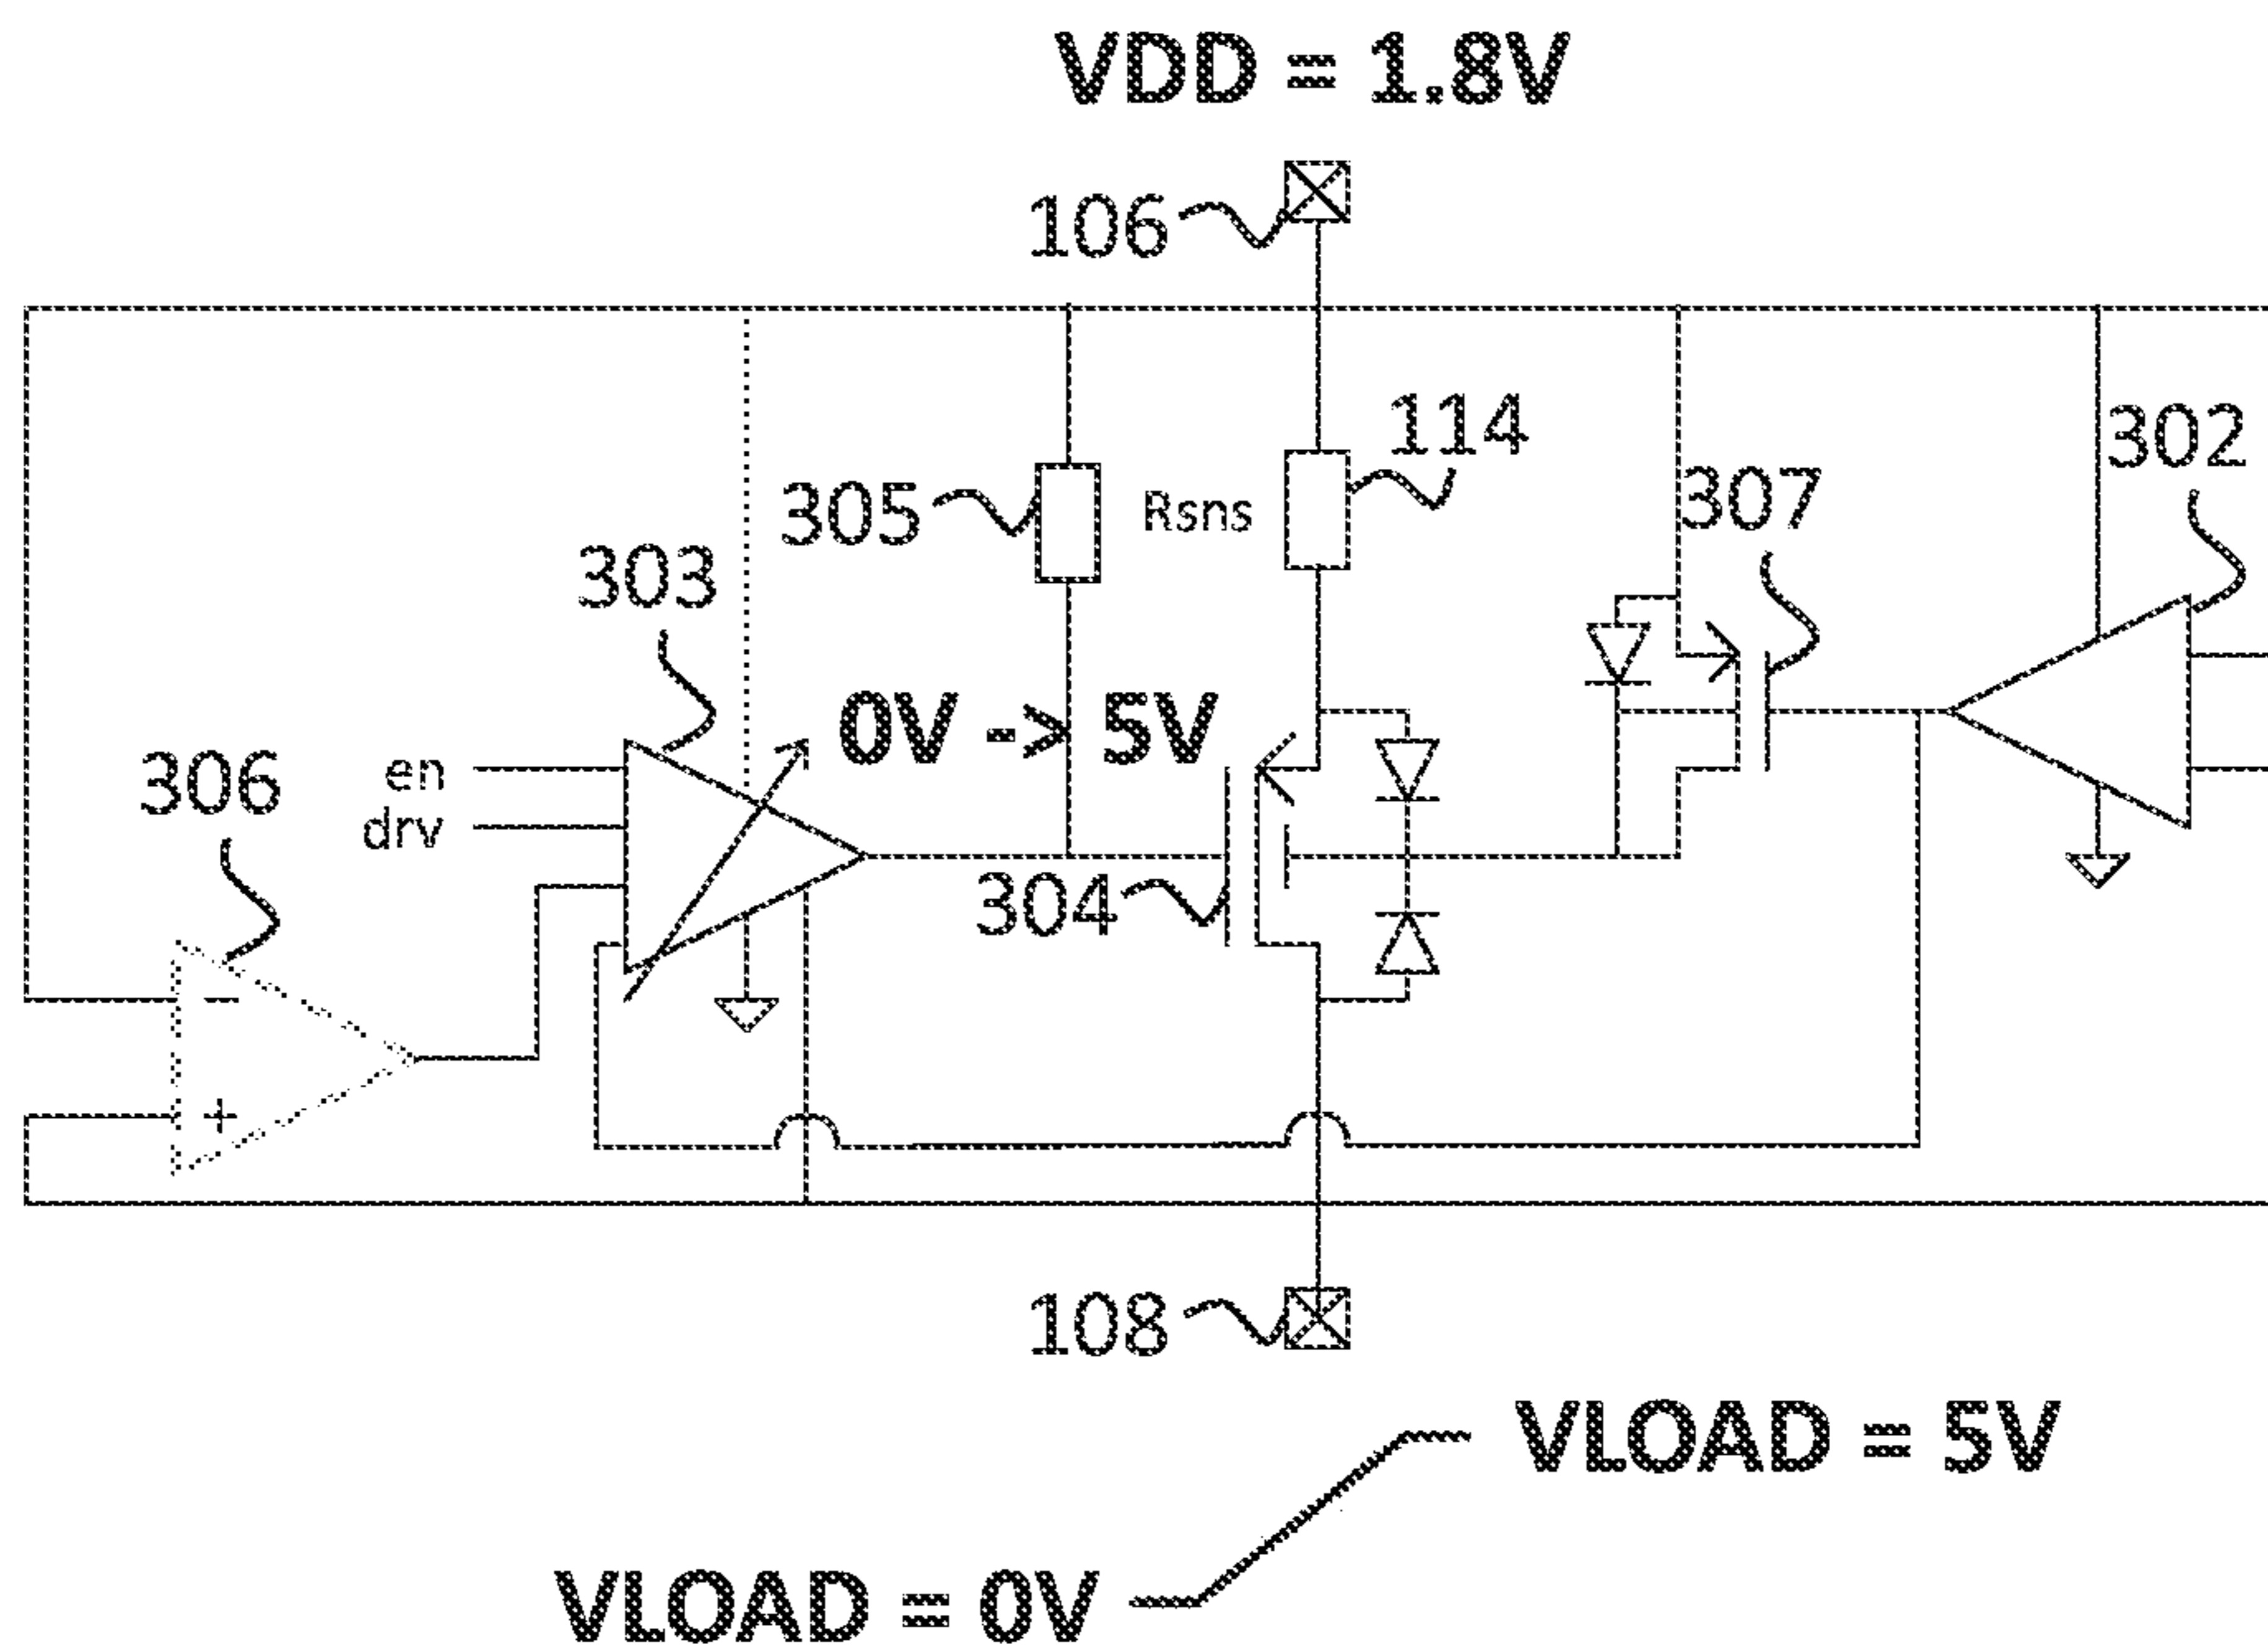 VDD = 1.8V
106
114
302
305
Rsns
307
303
0V -> 5V
306
en
drv
304
−
+
108
VLOAD = 5V
VLOAD = 0V